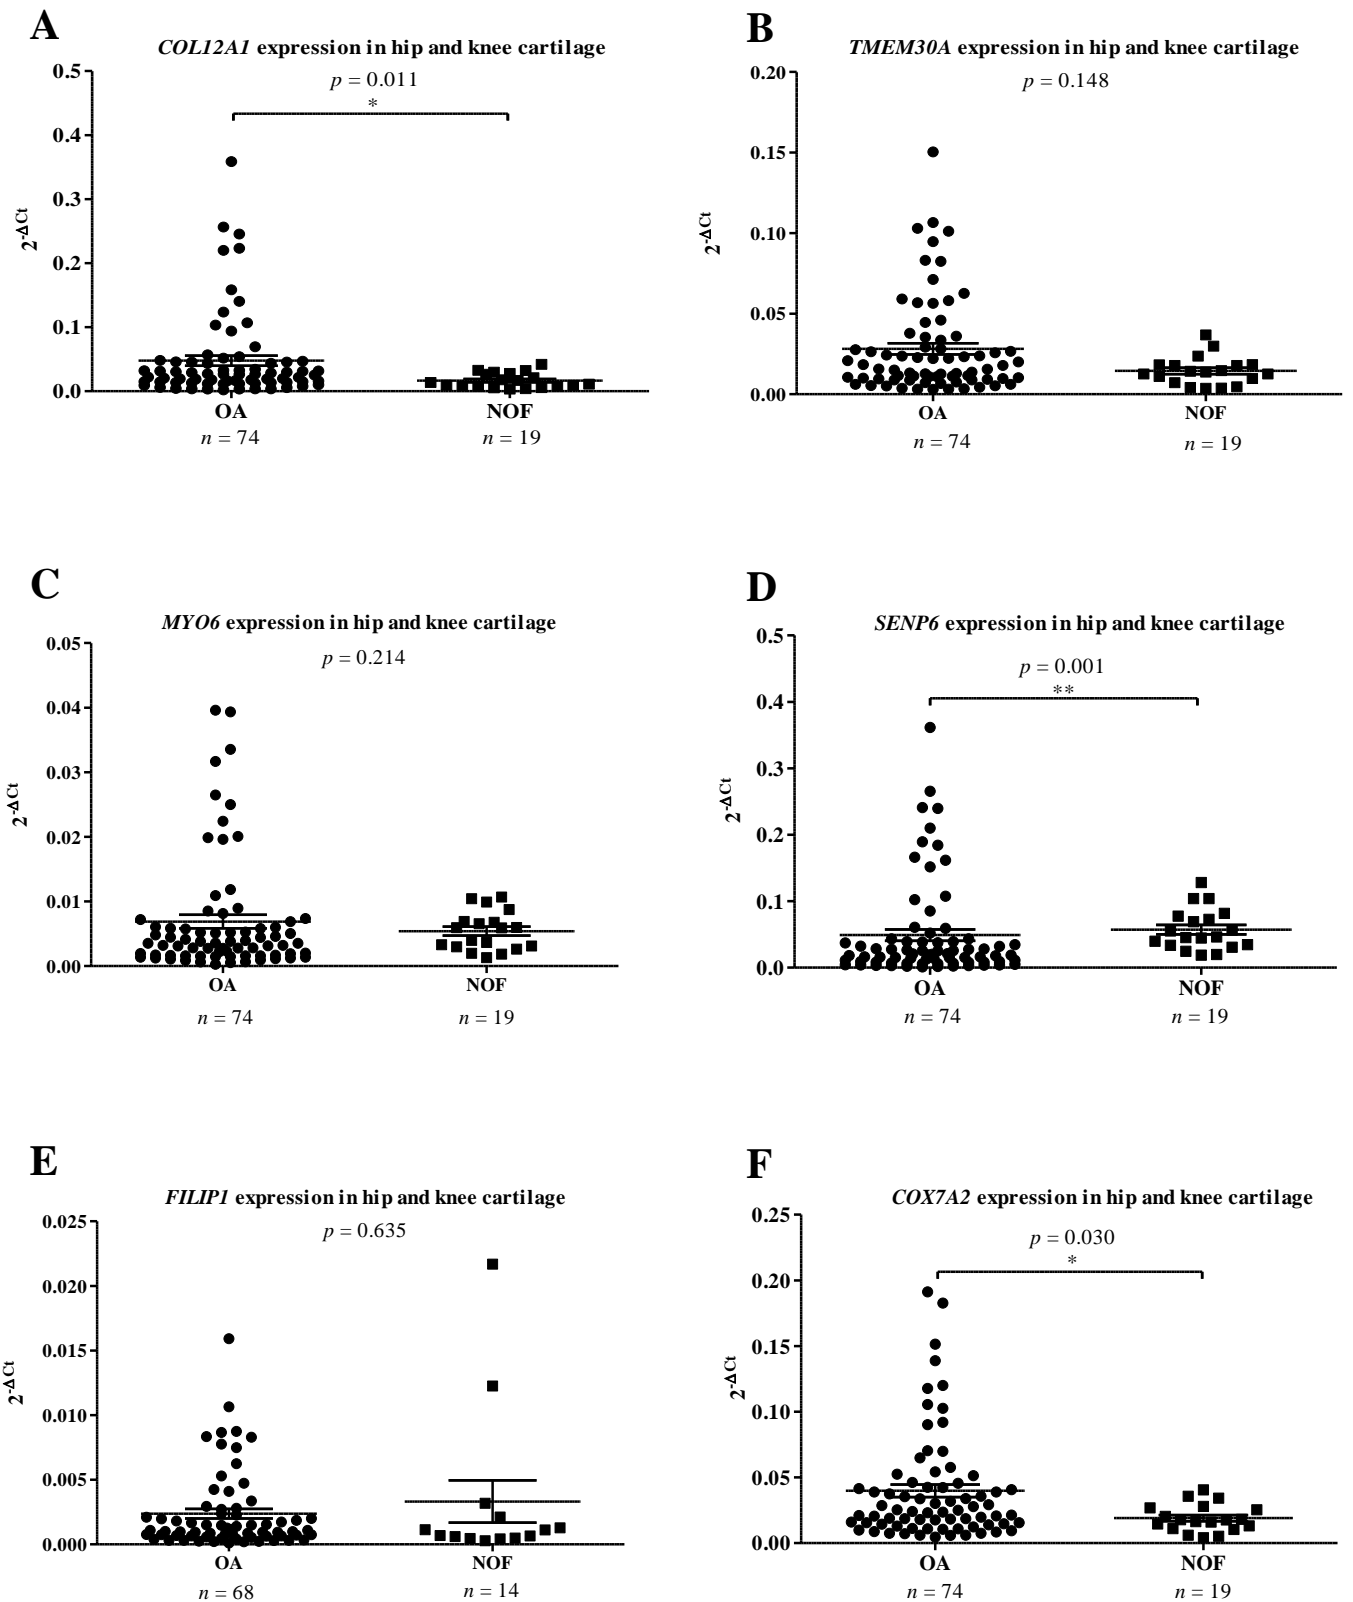 A
COL12A1 expression in hip and knee cartilage
p = 0.011
*
0.5
0.4
0.3
0.2
0.1
0.0
2-ΔCt
OA
NOF
n = 74
n = 19
B
TMEM30A expression in hip and knee cartilage
p = 0.148
0.20
0.15
0.10
0.05
0.00
2-ΔCt
OA
NOF
n = 74
n = 19
C
MYO6 expression in hip and knee cartilage
p = 0.214
0.05
0.04
0.03
0.02
0.01
0.00
2-ΔCt
OA
NOF
n = 74
n = 19
D
SENP6 expression in hip and knee cartilage
p = 0.001
**
0.5
0.4
0.3
0.2
0.1
0.0
2-ΔCt
OA
NOF
n = 74
n = 19
E
FILIP1 expression in hip and knee cartilage
p = 0.635
0.025
0.020
0.015
0.010
0.005
0.000
2-ΔCt
OA
NOF
n = 68
n = 14
F
COX7A2 expression in hip and knee cartilage
p = 0.030
*
0.25
0.20
0.15
0.10
0.05
0.00
2-ΔCt
OA
NOF
n = 74
n = 19